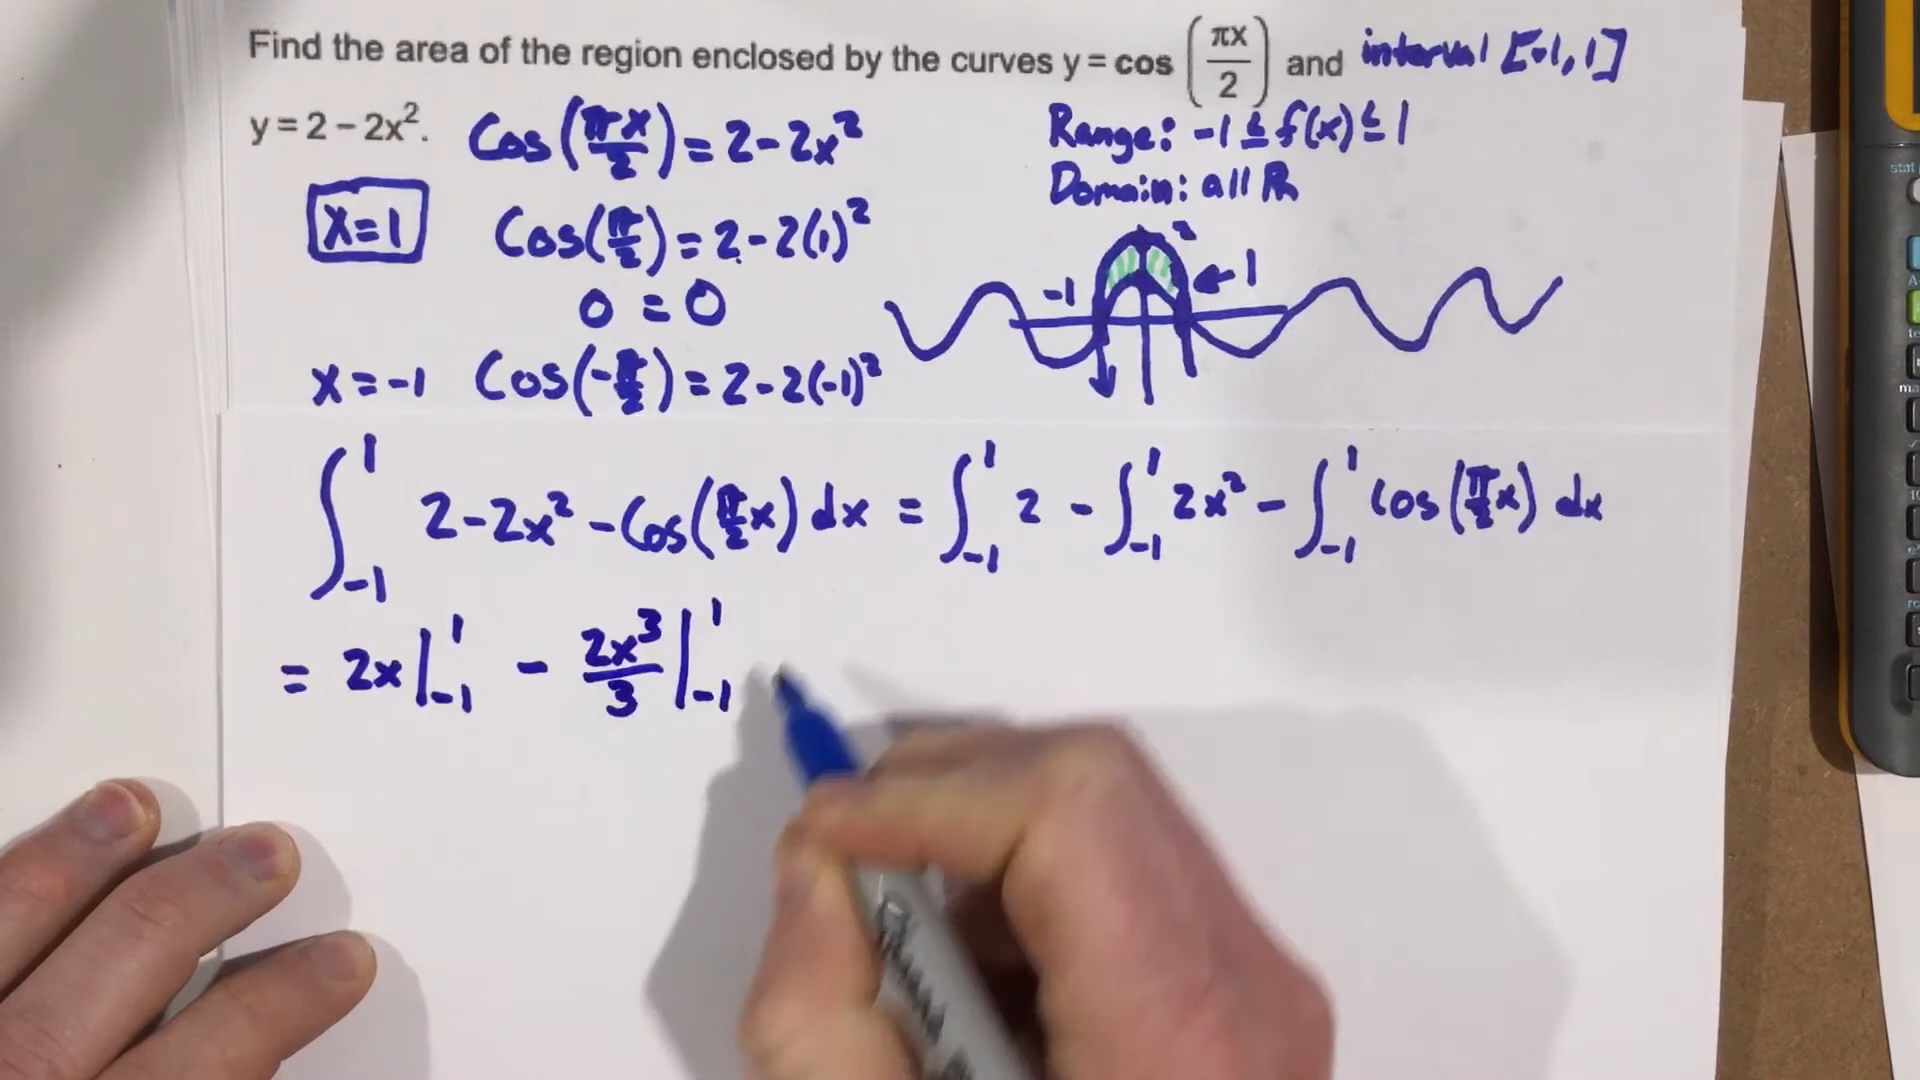 Find the area of the region enclosed by the curves y = cos (πx/2) and interval [-1, 1]
y = 2 − 2x². Cos(πx/2) = 2 - 2x²
Range: -1 ≤ f(x) ≤ 1
Domain: all ℝ
x=1 Cos(π/2) = 2 - 2(1)²
0 = 0
2
-1 ← 1
x = -1 Cos(-π/2) = 2 - 2(-1)²
∫₋₁¹ 2 - 2x² - Cos(π/2 x) dx = ∫₋₁¹ 2 - ∫₋₁¹ 2x² - ∫₋₁¹ cos(π/2 x) dx
= 2x |₋₁¹ - 2x³/3 |₋₁¹
stat